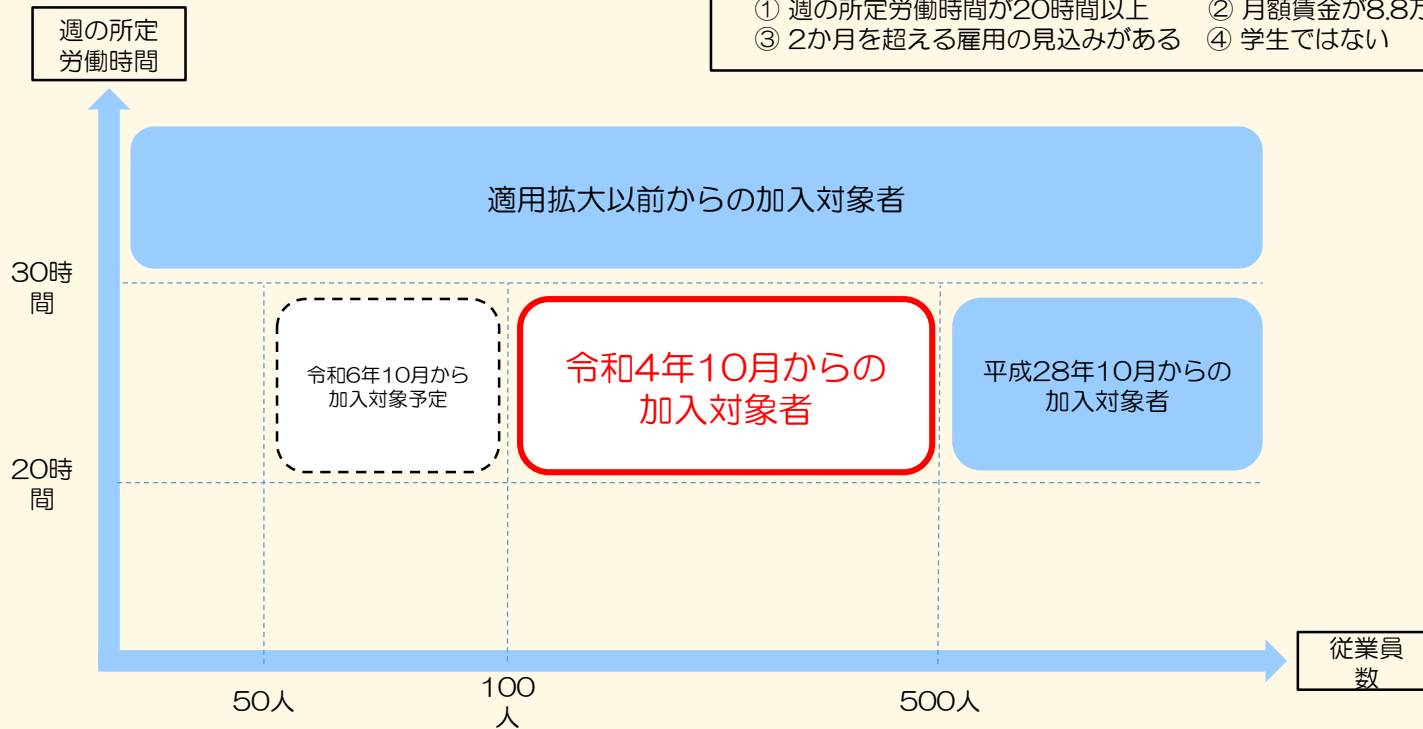 ① 週の所定労働時間が20時間以上 ② 月額賃金が8.8万
③ 2か月を超える雇用の見込みがある ④ 学生ではない
週の所定
労働時間
適用拡大以前からの加入対象者
30時
間
令和6年10月から
加入対象予定
令和4年10月からの
加入対象者
平成28年10月からの
加入対象者
20時
間
50人
100
人
500人
従業員
数